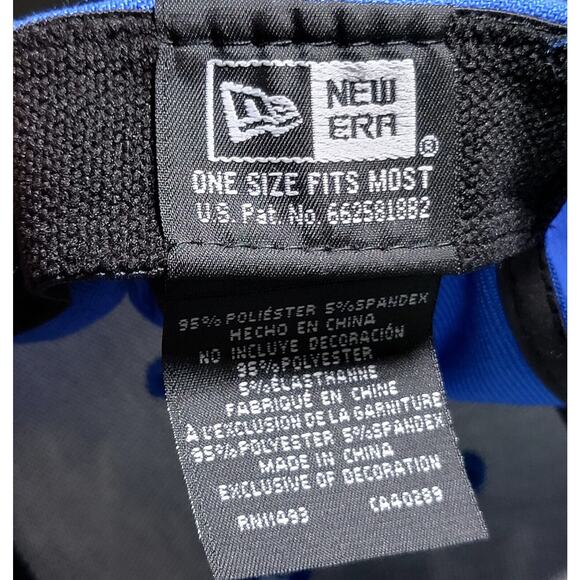 NEW
ERA®
ONE SIZE FITS MOST
U.S. Pat. No. 6625818B2
95% POLIÉSTER 5%SPANDEX
HECHO EN CHINA
NO INCLUYE DECORACIÓN
95% POLYESTER
5% ÉLASTHANNE
FABRIQUÉ EN CHINE
À L'EXCLUSION DE LA GARNITURE
95% POLYESTER 5%SPANDEX
MADE IN CHINA
EXCLUSIVE OF DECORATION
RN11493 CA40289